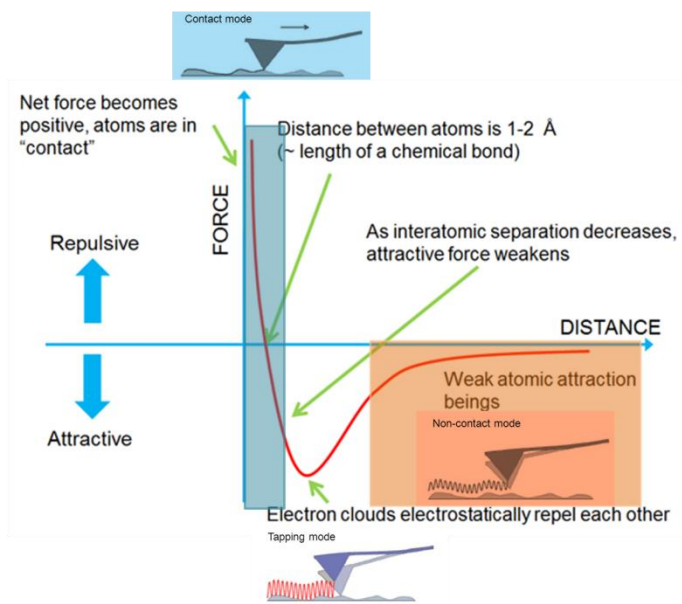 Contact mode
Net force becomes
positive, atoms are in
“contact”
Distance between atoms is 1-2 Å
(~ length of a chemical bond)
FORCE
Repulsive
As interatomic separation decreases,
attractive force weakens
DISTANCE
Weak atomic attraction
beings
Attractive
Non-contact mode
Electron clouds electrostatically repel each other
Tapping mode